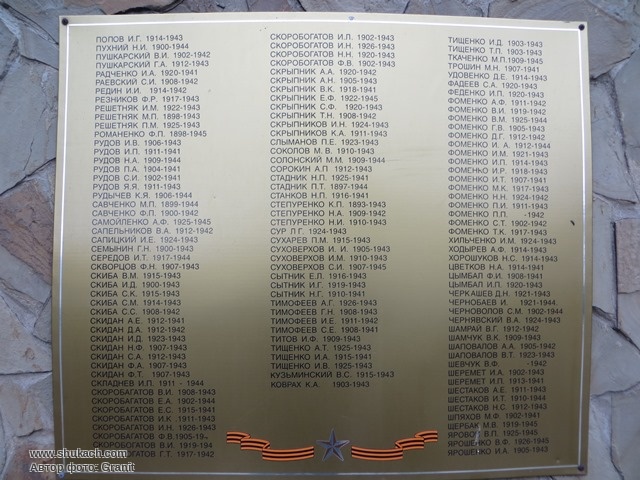 ПОПОВ И.Г. 1914-1943
ПУХНИЙ Н.И. 1900-1944
ПУШКАРСКИЙ В.И. 1902-1942
ПУШКАРСКИЙ Г.А. 1912-1943
РАДЧЕНКО И.А. 1920-1941
РАЕВСКИЙ С.И. 1908-1942
РЕДИН И.И. 1914-1942
РЕЗНИКОВ Ф.Р. 1917-1943
РЕШЕТНЯК И.М. 1922-1943
РЕШЕТНЯК М.П. 1898-1943
РЕШЕТНЯК П.М. 1925-1943
РОМАНЕНКО Ф.П. 1898-1945
РУДОВ И.В. 1906-1943
РУДОВ И.П. 1911-1941
РУДОВ Н.А. 1909-1944
РУДОВ П.А. 1904-1941
РУДОВ С.И. 1902-1941
РУДОВ Я.Я. 1911-1943
РУДЫЧЕВ К.Я. 1906-1944
САВЧЕНКО М.П. 1899-1944
САВЧЕНКО Ф.П. 1900-1942
САМОЙЛЕНКО А.Ф. 1925-1945
САПЕЛЬНИКОВ В.А. 1912-1942
САПИЦКИЙ И.Е. 1924-1943
СЕМЫНИН Г.Н. 1900-1943
СЕРЕДОВ И.Т. 1917-1944
СКВОРЦОВ Ф.Н. 1907-1943
СКИБА В.М. 1915-1943
СКИБА И.Д. 1900-1943
СКИБА С.К. 1915-1943
СКИБА С.М. 1914-1943
СКИБА С.С. 1908-1942
СКИДАН А.Е. 1912-1941
СКИДАН Д.А. 1912-1942
СКИДАН И.Д. 1923-1943
СКИДАН Н.Ф. 1907-1943
СКИДАН С.А. 1912-1943
СКИДАН Ф.А. 1907-1943
СКИДАН Ф.Т. 1907-1943
СКЛАДНЕВ И.П. 1911 - 1944
СКОРОБАГАТОВ В.И. 1908-1943
СКОРОБАГАТОВ Е.А. 1902-1944
СКОРОБАГАТОВ Е.С. 1915-1941
СКОРОБАГАТОВ И.К. 1911-1943
СКОРОБАГАТОВ И.Н. 1926-1943
СКОРОБАГАТОВ Ф.В.1905-19
СКОРОБАГАТОВ В.И. 1919-194
БОГАТОВ Г.Т. 1917-1942
СКОРОБОГАТОВ И.Л. 1902-1943
СКОРОБОГАТОВ И.Н. 1926-1943
СКОРОБОГАТОВ Н.Н. 1920-1943
СКОРОБОГАТОВ Ф.В. 1902-1943
СКРЫПНИК А.А. 1920-1942
СКРЫПНИК А.Н. 1905-1943
СКРЫПНИК В.К. 1918-1941
СКРЫПНИК Е.Ф. 1922-1945
СКРЫПНИК С.Ф. 1920-1943
СКРЫПНИК Т.Н. 1908-1942
СКРЫПНИКОВ И.Н. 1924-1943
СКРЫПНИКОВ К.А. 1911-1943
СЛЫМАНОВ П.Е. 1923-1943
СОКОЛОВ М.В. 1910-1943
СОЛОНСКИЙ М.М. 1909-1944
СОРОКИН А.П 1912-1943
СТАДНИК Н.П. 1925-1941
СТАДНИК П.Т. 1897-1944
СТАНКОВ Н.П. 1916-1941
СТЕПУРЕНКО К.П. 1893-1943
СТЕПУРЕНКО Н.А. 1909-1942
СТЕПУРЕНКО Н.И. 1910-1943
СУР Л Г. 1924-1943
СУХАРЕВ П.М. 1915-1943
СУХОВЕРХОВ И. И. 1905-1943
СУХОВЕРХОВ И.М. 1910-1943
СУХОВЕРХОВ С.И. 1907-1945
СЫТНИК Е.Л. 1916-1943
СЫТНИК И.Г. 1919-1943
СЫТНИК Н.Г. 1910-1941
ТИМОФЕЕВ А.Г. 1926-1943
ТИМОФЕЕВ Г.Н. 1908-1943
ТИМОФЕЕВ И.Е. 1911-1942
ТИМОФЕЕВ С.Е. 1908-1941
ТИТОВ И.Ф. 1909-1943
ТИЩЕНКО А.Т. 1925-1943
ТИЩЕНКО И.А. 1915-1941
ТИЩЕНКО И.В. 1925-1943
КУЗЬМИНСКИЙ В.С. 1915-1943
КОВРАХ К.А. 1903-1943
ТИЩЕНКО И.Д. 1903-1943
ТИЩЕНКО Т.П. 1903-1943
ТКАЧЕНКО М.П.1909-1945
ТРОШИН М.Н. 1907-1941
УДОВЕНКО Д.Е. 1914-1943
ФАДЕЕВ С.А. 1920-1943
ФЕДЕНКО И.П. 1920-1943
ФОМЕНКО А.Ф. 1911-1942
ФОМЕНКО В.И. 1919-1942
ФОМЕНКО В.М. 1925-1944
ФОМЕНКО Г.В. 1905-1943
ФОМЕНКО Д.Г. 1912-1942
ФОМЕНКО И. А. 1912-1944
ФОМЕНКО И.М. 1921-1943
ФОМЕНКО И.П. 1914-1943
ФОМЕНКО И.Р. 1918-1943
ФОМЕНКО И.Т. 1907-1941
ФОМЕНКО М.К. 1917-1943
ФОМЕНКО Н.Н. 1924-1942
ФОМЕНКО П.И. 1911-1943
ФОМЕНКО П.П. -1942
ФОМЕНКО С.Т. 1902-1942
ФОМЕНКО Т.К. 1917-1943
ХИЛЬЧЕНКО И.М. 1924-1943
ХОДЫРЕВ А.Ф. 1914-1943
ХОРОШУКОВ Н.С. 1914-1943
ЦВЕТКОВ Н.А. 1914-1941
ЦЫМБАЛ Ф.И. 1908-1941
ЦЫМБАЛ И.П. 1920-1943
ЧЕРКАШЕВ Д.Н. 1921-1943
ЧЕРНОБАЕВ И. 1921-1944
ЧЕРНОВОЛОВ С.М. 1902-1944
ЧЕРНЯВСКИЙ В.А. 1924-1943
ШАМРАЙ В.Г. 1912-1942
ШАМЧУК В.К. 1909-1943
ШАПОВАЛОВ А.А. 1905-1942
ШАПОВАЛОВ В.Т. 1923-1943
ШЕВЧУК В.Ф. -1942
ШЕРЕМЕТ И.А. 1902-1943
ШЕРЕМЕТ И.П. 1913-1941
ШЕСТАКОВ А.Е. 1911-1943
ШЕСТАКОВ И.Т. 1910-1944
ШЕСТАКОВ Н.С. 1912-1943
ШПЯХОВ М.Ф. 1902-1941
ЩЕРБАК М.В. 1919-1945
ЯРОВОЙ В.П. 1925-1945
ЯРОШЕНКО В.Ф. 1926-1945
ЯРОШЕНКО И.А. 1905-1943
www.shukach.com
Автор фото: Granit